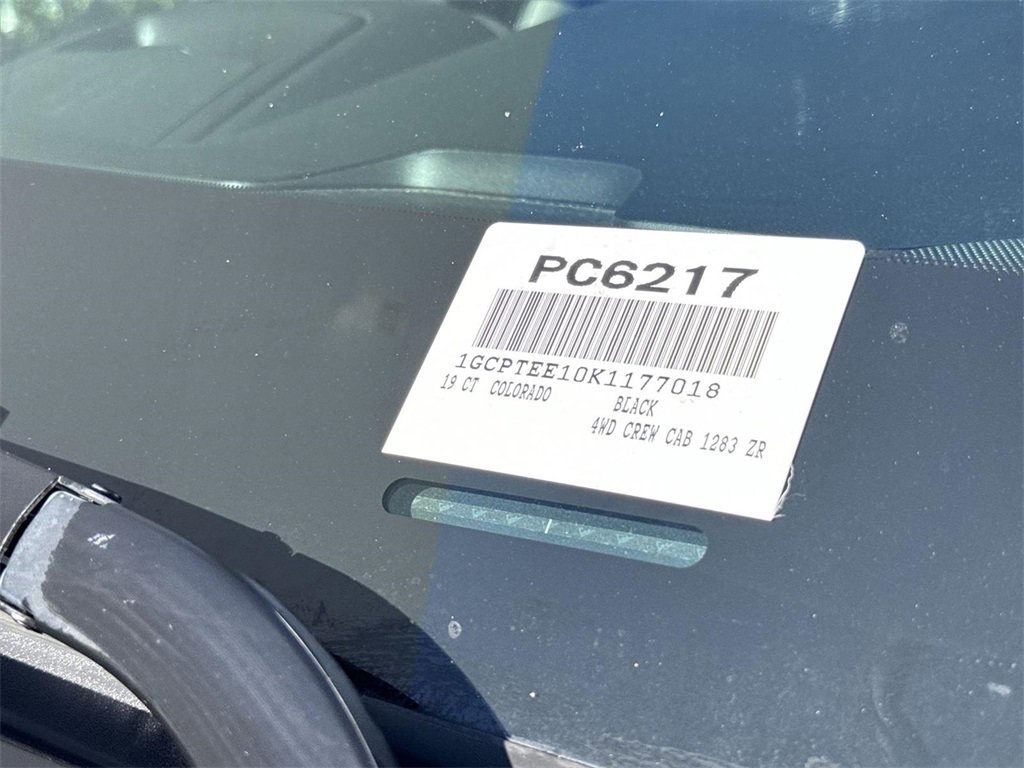 PC6217
1GCPTEE10K1177018
19 CT COLORADO BLACK
4WD CREW CAB 1283 ZR